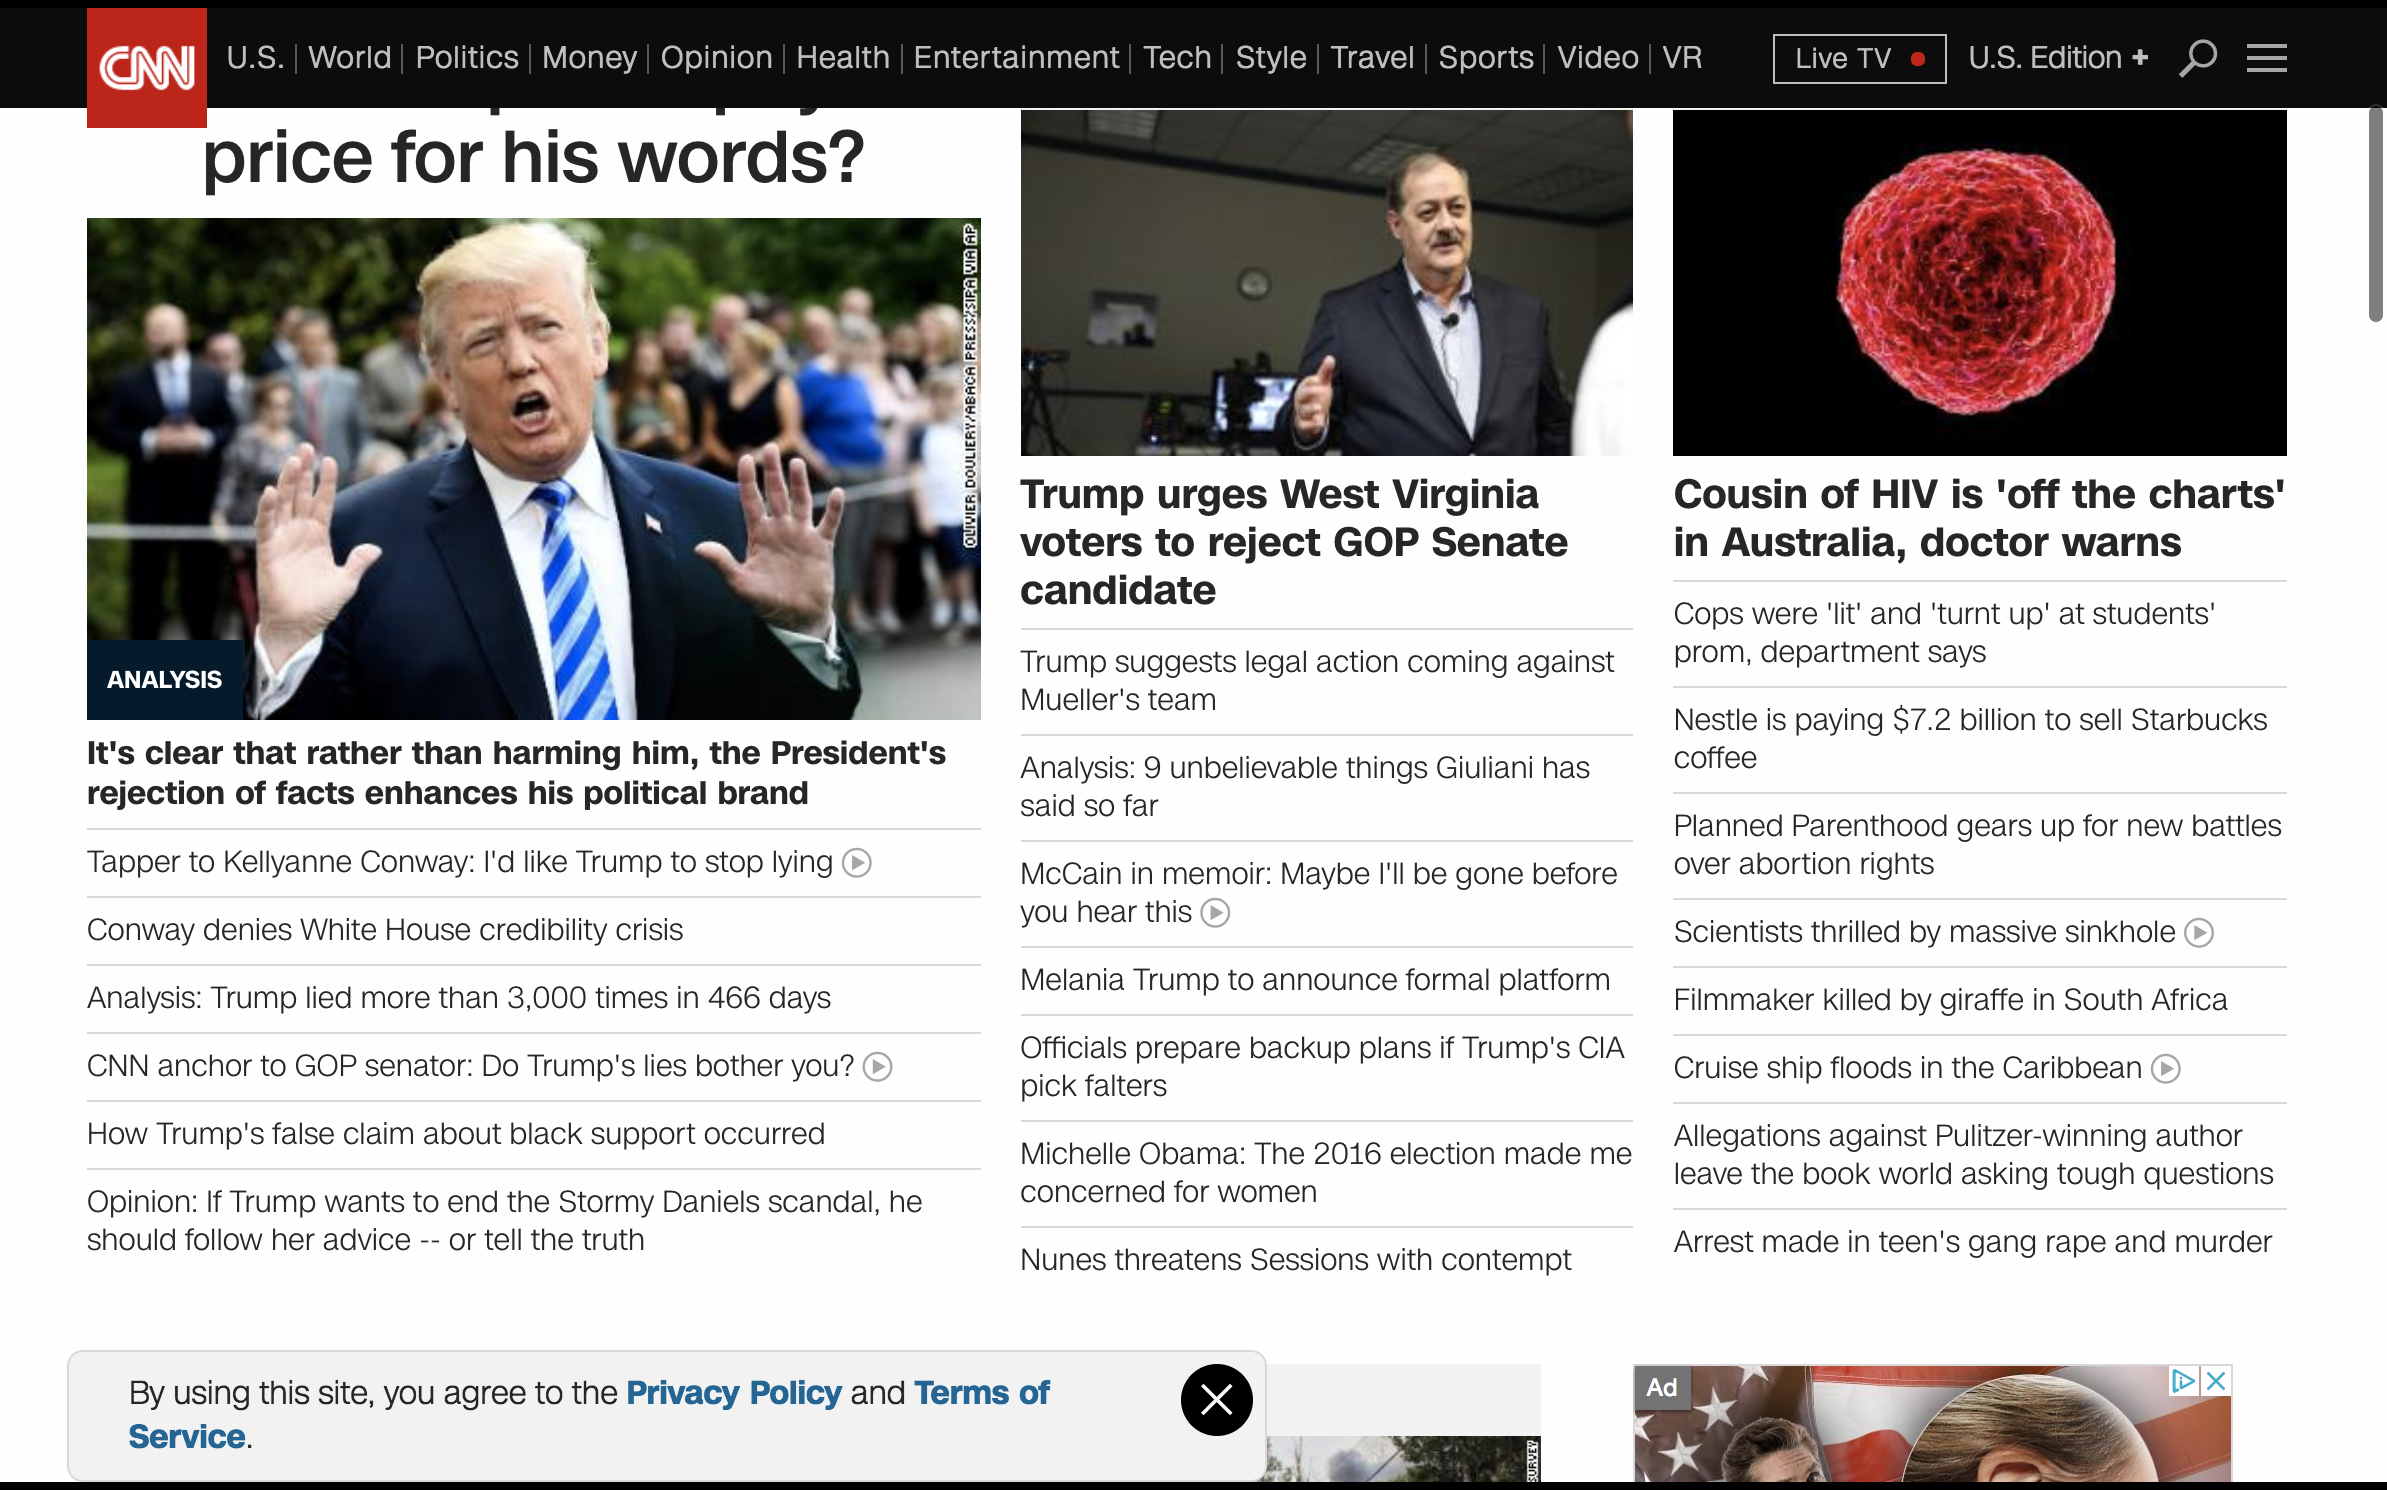 CNN
U.S.
World
Politics
Money
Opinion
Health
Entertainment
Tech
Style
Travel
Sports
Video
VR
Live TV
U.S. Edition +
price for his words?
OLIVIER DOULIERY/ABACA PRESS/SIPA VIA AP
ANALYSIS
It's clear that rather than harming him, the President's
rejection of facts enhances his political brand
Tapper to Kellyanne Conway: I'd like Trump to stop lying
Conway denies White House credibility crisis
Analysis: Trump lied more than 3,000 times in 466 days
CNN anchor to GOP senator: Do Trump's lies bother you?
How Trump's false claim about black support occurred
Opinion: If Trump wants to end the Stormy Daniels scandal, he
should follow her advice -- or tell the truth
Trump urges West Virginia
voters to reject GOP Senate
candidate
Trump suggests legal action coming against
Mueller's team
Analysis: 9 unbelievable things Giuliani has
said so far
McCain in memoir: Maybe I'll be gone before
you hear this
Melania Trump to announce formal platform
Officials prepare backup plans if Trump's CIA
pick falters
Michelle Obama: The 2016 election made me
concerned for women
Nunes threatens Sessions with contempt
Cousin of HIV is 'off the charts'
in Australia, doctor warns
Cops were 'lit' and 'turnt up' at students'
prom, department says
Nestle is paying $7.2 billion to sell Starbucks
coffee
Planned Parenthood gears up for new battles
over abortion rights
Scientists thrilled by massive sinkhole
Filmmaker killed by giraffe in South Africa
Cruise ship floods in the Caribbean
Allegations against Pulitzer-winning author
leave the book world asking tough questions
Arrest made in teen's gang rape and murder
By using this site, you agree to the Privacy Policy and Terms of
Service.
SURVEY
Ad